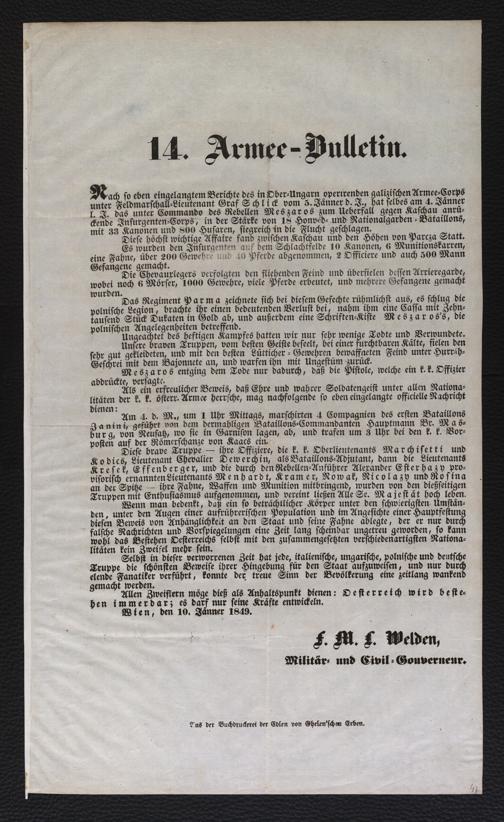 14. Armee-Bulletin.
Nach so eben eingelangtem Berichte des in Ober-Ungarn operirenden galizischen Armee-Corps
unter Feldmarschall-Lieutenant Graf Schlick vom 5. Jänner d. J., hat selbes am 4. Jänner
l. J. das unter Commando des Rebellen Meszaros zum Ueberfall gegen Kaschau anrü-
ckende Insurgenten-Corps, in der Stärke von 18 Honved- und Nationalgarden-Bataillons,
mit 33 Kanonen und 800 Husaren, siegreich in die Flucht geschlagen.
Diese höchst wichtige Affaire fand zwischen Kaschau und den Höhen von Parcza Statt.
Es wurden den Insurgenten auf dem Schlachtfelde 10 Kanonen, 6 Munitionskarren,
eine Fahne, über 200 Gewehre und 40 Pferde abgenommen, 2 Officiere und auch 500 Mann
Gefangene gemacht.
Die Chevauxlegers verfolgten den fliehenden Feind und überfielen dessen Arrieregarde,
wobei noch 6 Mörser, 1000 Gewehre, viele Pferde erbeutet, und mehrere Gefangene gemacht
wurden.
Das Regiment Parma zeichnete sich bei diesem Gefechte rühmlichst aus, es schlug die
polnische Legion, brachte ihr einen bedeutenden Verlust bei, nahm ihm eine Cassa mit Zehn-
tausend Stück Dukaten in Gold ab, und außerdem eine Schriften-Kiste Meszaros's, die
polnischen Angelegenheiten betreffend.
Ungeachtet des heftigen Kampfes hatten wir nur sehr wenige Todte und Verwundete.
Unsere braven Truppen, vom besten Geiste beseelt, bei einer furchtbaren Kälte, fielen den
sehr gut gekleideten, und mit den besten Lütticher-Gewehren bewaffneten Feind unter Hurrah-
Geschrei mit dem Bajonnete an, und warfen ihn mit Ungestüm zurück.
Meszaros entging dem Tode nur dadurch, daß die Pistole, welche ein k. k. Offizier
abdrückte, versagte.
Als ein erfreulicher Beweis, daß Ehre und wahrer Soldatengeist unter allen Nationa-
litäten der k. k. österr. Armee herrsche, mag nachfolgende so eben eingelangte officielle Nachricht
dienen:
Am 4. d. M., um 1 Uhr Mittags, marschirten 4 Compagnien des ersten Bataillons
Zanini, geführt von dem dermahligen Bataillons-Commandanten Hauptmann Br. Mas-
burg, von Neusatz, wo sie in Garnison lagen, ab, und trafen um 3 Uhr bei den k. k. Vor-
posten auf der Römerschanze von Kaacs ein.
Diese brave Truppe — ihre Offiziere, die k. k. Oberlieutenants Marchisetti und
Kodics, Lieutenant Chevalier Deverchin, als Bataillons-Adjutant, dann die Lieutenants
Kresek, Effenberger, und die durch den Rebellen-Anführer Alexander Esterhazy pro-
visorisch ernannten Lieutenants Menhard, Kramer, Nowak, Nicolazy und Rosina
an der Spitze — ihre Fahne, Waffen und Munition mitbringend, wurden von den diesseitigen
Truppen mit Enthusiasmus aufgenommen, und vereint ließen Alle Se. Majestät hoch leben.
Wenn man bedenkt, daß ein so beträchtlicher Körper unter den schwierigsten Umstän-
den, unter den Augen einer aufrührerischen Population und im Angesichte einer Hauptfestung
diesen Beweis von Anhänglichkeit an den Staat und seine Fahne ablegte, der er nur durch
falsche Nachrichten und Vorspieglungen eine Zeit lang scheinbar ungetreu geworden, so kann
wohl das Bestehen Oesterreichs selbst mit den zusammengesetzten verschiedenartigsten Nationa-
litäten kein Zweifel mehr sein.
Selbst in dieser verworrenen Zeit hat jede, italienische, ungarische, polnische und deutsche
Truppe die schönsten Beweise ihrer Hingebung für den Staat aufzuweisen, und nur durch
elende Fanatiker verführt, konnte der treue Sinn der Bevölkerung eine zeitlang wankend
gemacht werden.
Allen Zweiflern möge dieß als Anhaltspunkt dienen: Oesterreich wird beste-
hen immerdar; es darf nur seine Kräfte entwickeln.
Wien, den 10. Jänner 1849.
F. M. L. Welden,
Militär- und Civil-Gouverneur.
Aus der Buchdruckerei der Edlen von Ghelen'schen Erben.